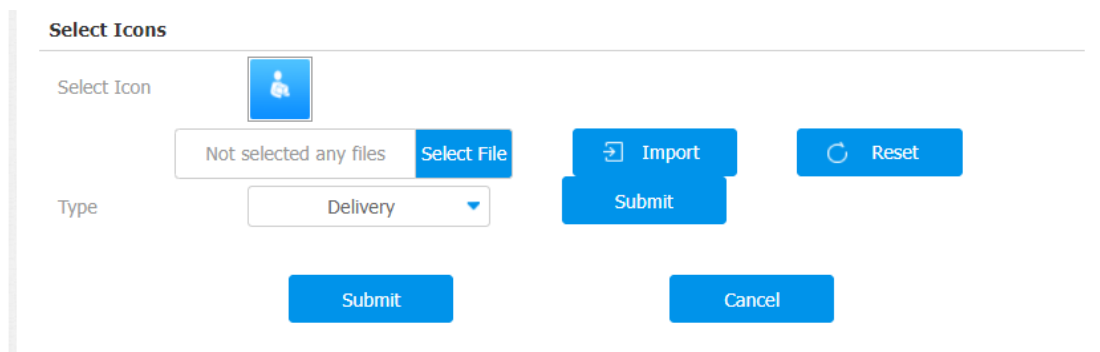 Select Icons
Select Icon
Not selected any files Select File Import Reset
Type Delivery Submit
Submit Cancel